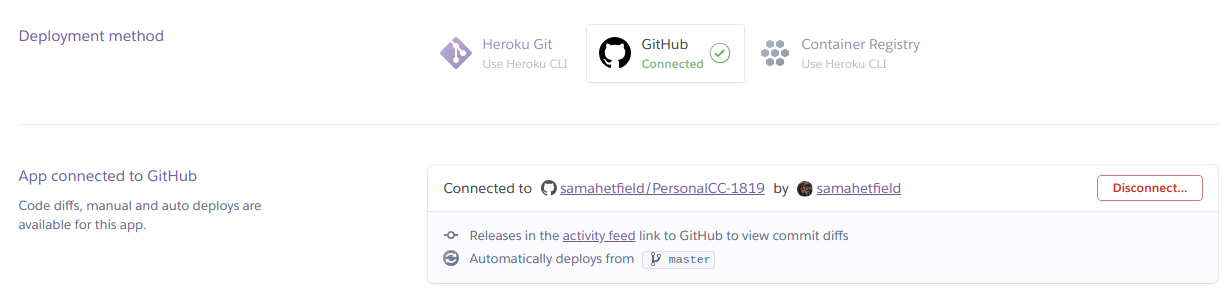 Deployment method
Heroku Git
Use Heroku CLI
GitHub
Connected
Container Registry
Use Heroku CLI
App connected to GitHub
Code diffs, manual and auto deploys are
available for this app.
Connected to samahetfield/PersonalCC-1819 by samahetfield
Disconnect...
Releases in the activity feed link to GitHub to view commit diffs
Automatically deploys from master